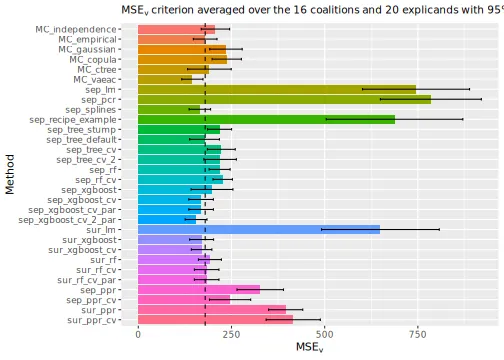 MSEv criterion averaged over the 16 coalitions and 20 explicands with 95%
Method
MC_independence
MC_empirical
MC_gaussian
MC_copula
MC_ctree
MC_vaeac
sep_lm
sep_pcr
sep_splines
sep_recipe_example
sep_tree_stump
sep_tree_default
sep_tree_cv
sep_tree_cv_2
sep_rf
sep_rf_cv
sep_xgboost
sep_xgboost_cv
sep_xgboost_cv_par
sep_xgboost_cv_2_par
sur_lm
sur_xgboost
sur_xgboost_cv
sur_rf
sur_rf_cv
sur_rf_cv_par
sep_ppr
sep_ppr_cv
sur_ppr
sur_ppr_cv
0 250 500 750
MSEv